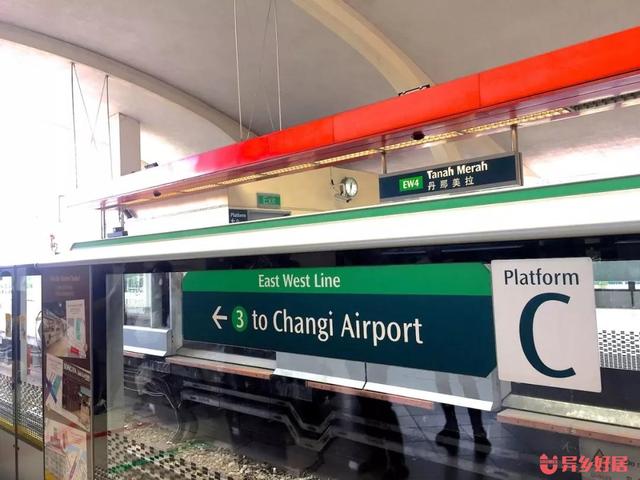 EW4 Tanah Merah
丹那美拉
Exit
Platform
East West Line
← 3 to Changi Airport
Platform
C
异乡好居